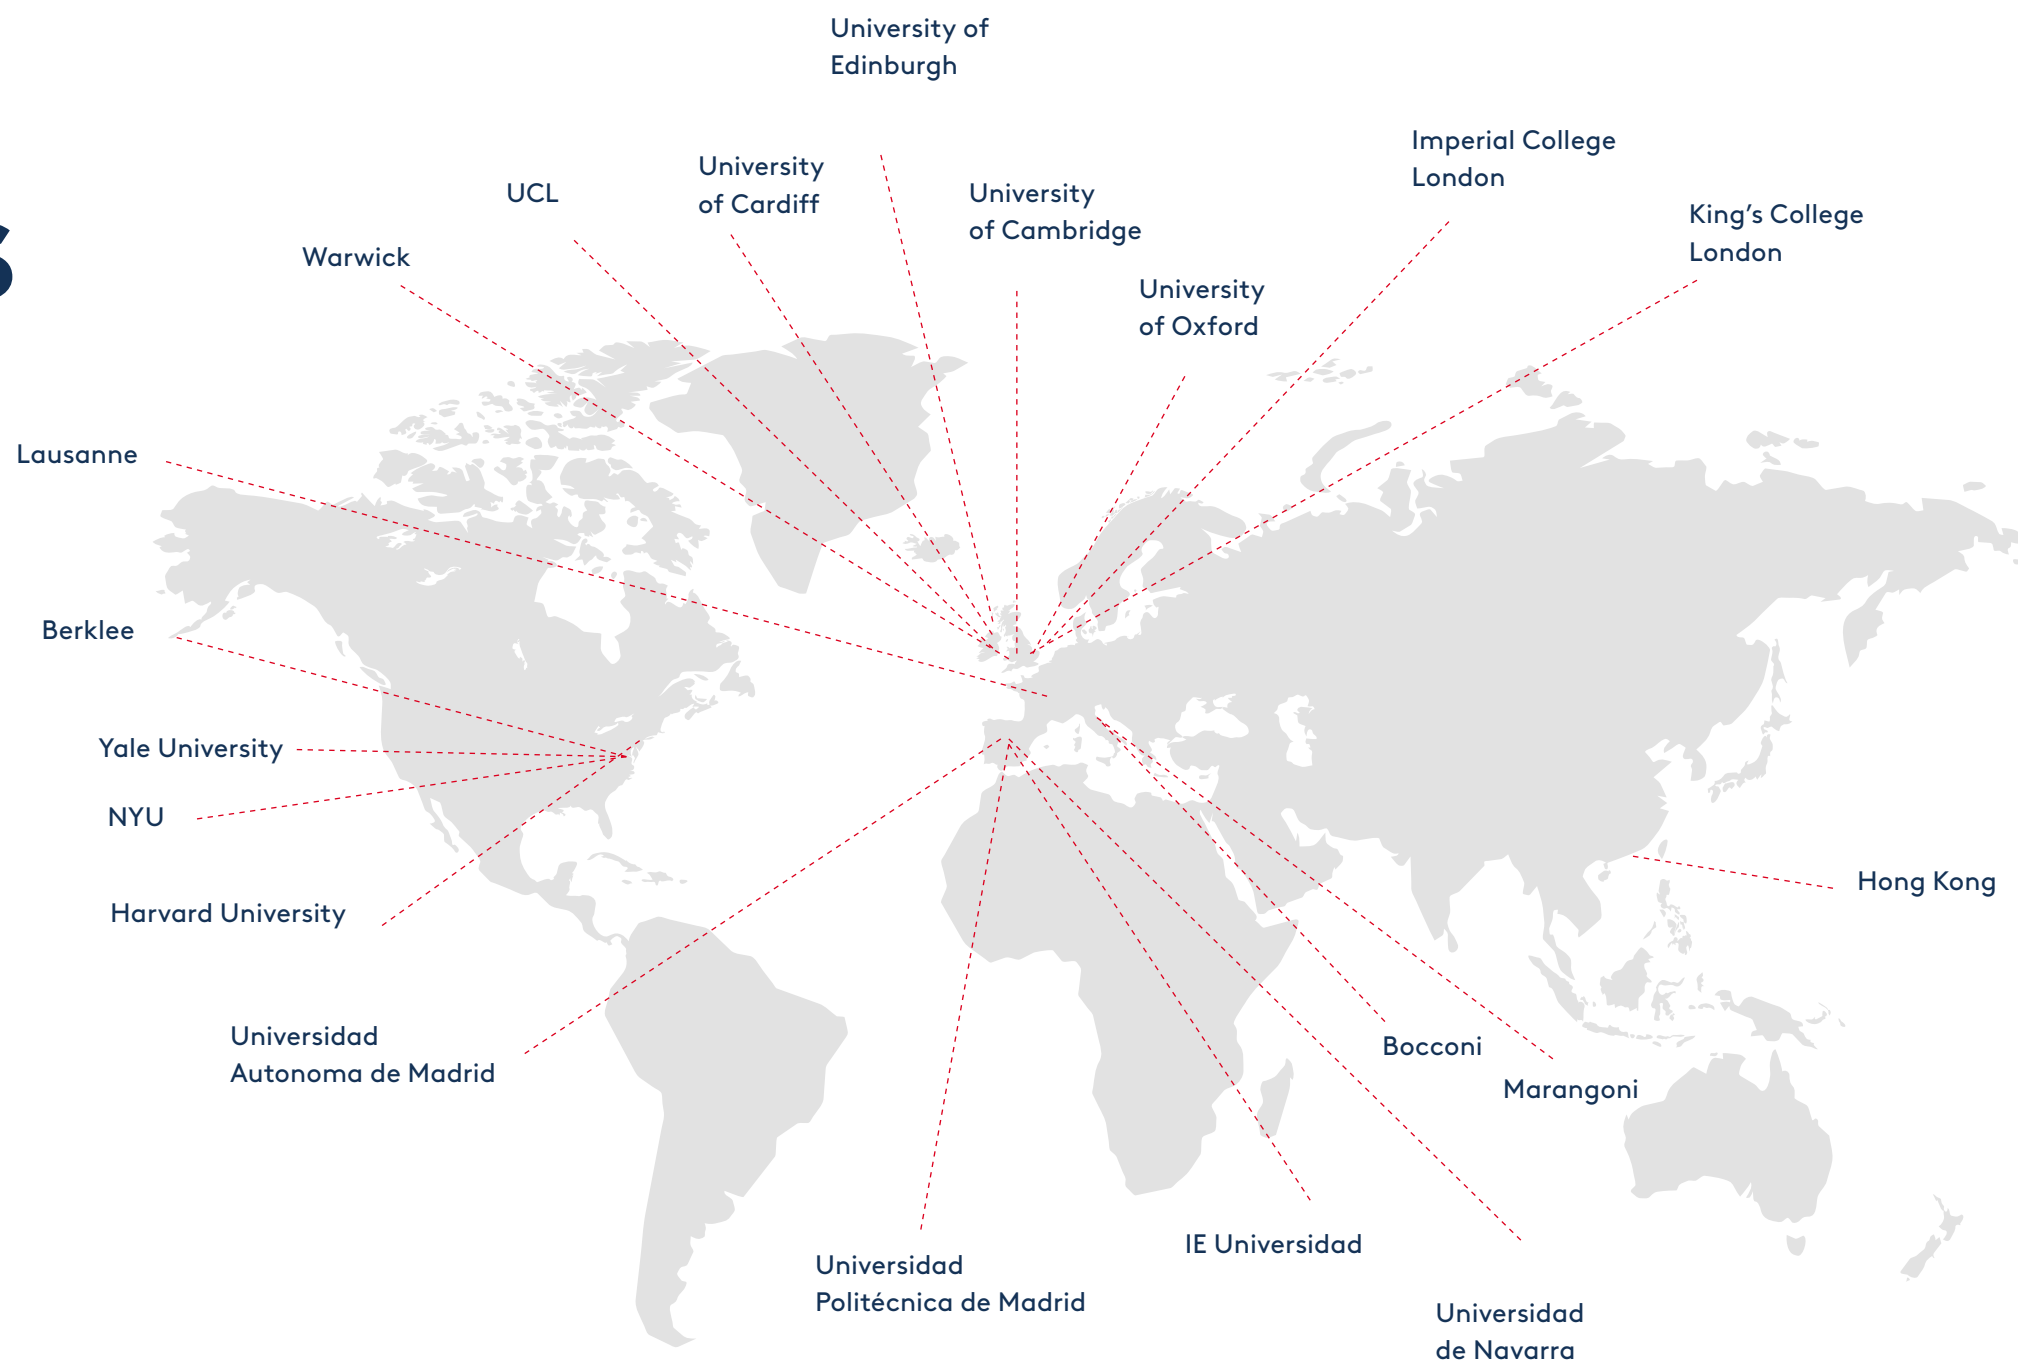 University of
Edinburgh
Imperial College
London
University
of Cardiff
UCL
University
of Cambridge
King's College
London
S
Warwick
University
of Oxford
Lausanne
Berklee
Yale University
NYU
Hong Kong
Harvard University
Universidad
Autonoma de Madrid
Bocconi
Marangoni
IE Universidad
Universidad
Politécnica de Madrid
Universidad
de Navarra